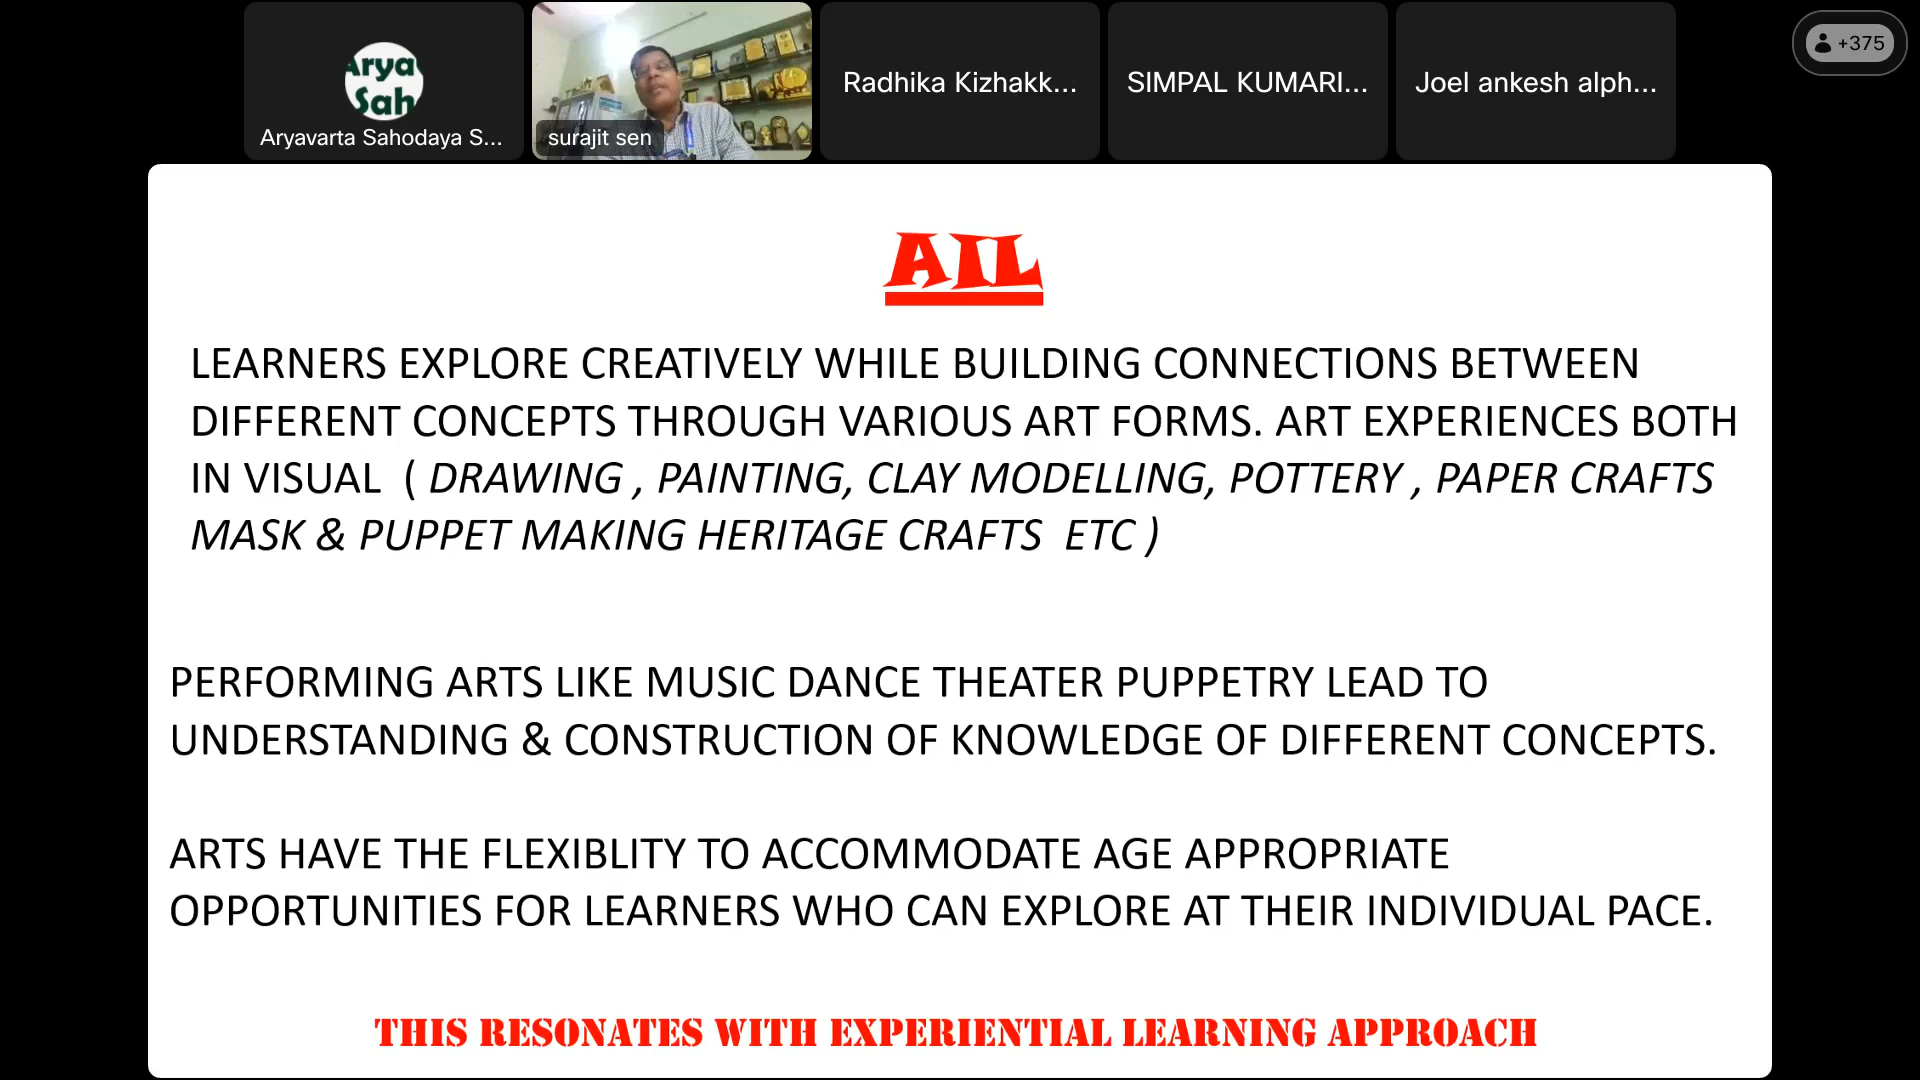 Arya
Sah
Aryavarta Sahodaya S...
surajit sen
Radhika Kizhakk...
SIMPAL KUMARI...
Joel ankesh alph...
+375
AIL
LEARNERS EXPLORE CREATIVELY WHILE BUILDING CONNECTIONS BETWEEN
DIFFERENT CONCEPTS THROUGH VARIOUS ART FORMS. ART EXPERIENCES BOTH
IN VISUAL ( DRAWING , PAINTING, CLAY MODELLING, POTTERY , PAPER CRAFTS
MASK & PUPPET MAKING HERITAGE CRAFTS ETC )
PERFORMING ARTS LIKE MUSIC DANCE THEATER PUPPETRY LEAD TO
UNDERSTANDING & CONSTRUCTION OF KNOWLEDGE OF DIFFERENT CONCEPTS.
ARTS HAVE THE FLEXIBLITY TO ACCOMMODATE AGE APPROPRIATE
OPPORTUNITIES FOR LEARNERS WHO CAN EXPLORE AT THEIR INDIVIDUAL PACE.
THIS RESONATES WITH EXPERIENTIAL LEARNING APPROACH